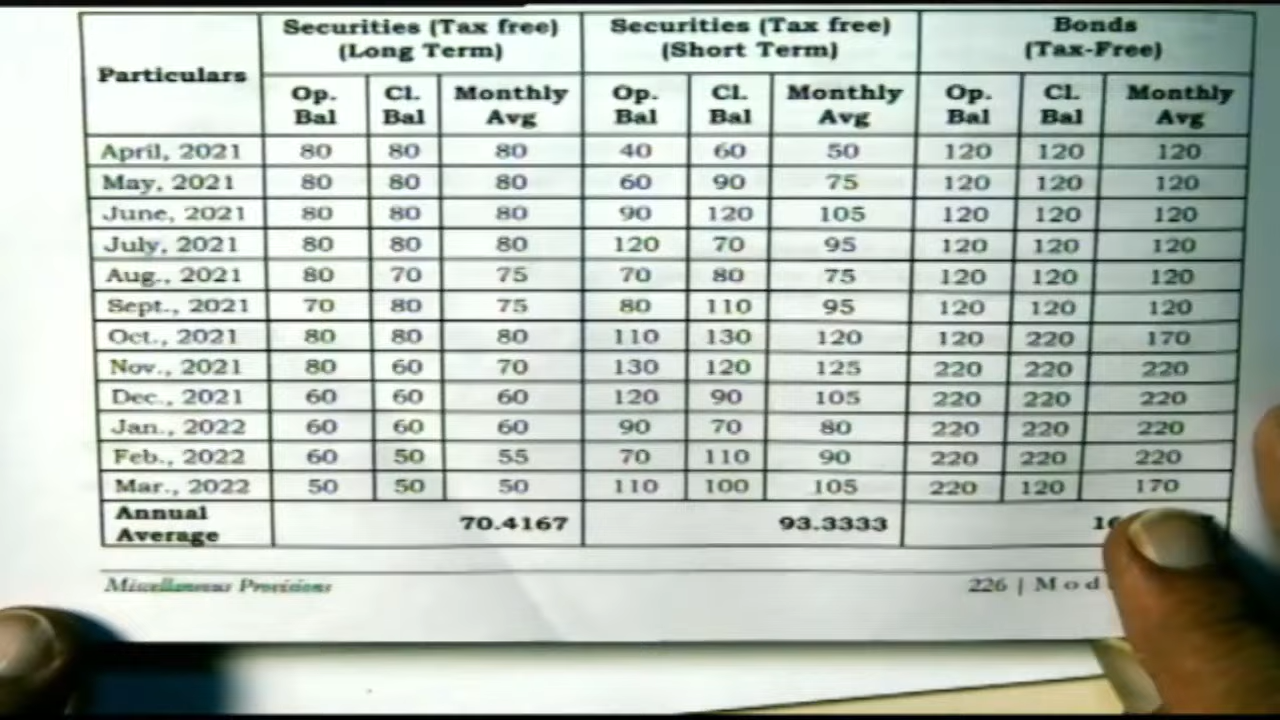 Particulars Securities (Tax free) (Long Term) Securities (Tax free) (Short Term) Bonds (Tax-Free)
Op. Bal Cl. Bal Monthly Avg Op. Bal Cl. Bal Monthly Avg Op. Bal Cl. Bal Monthly Avg
April, 2021 80 80 80 40 60 50 120 120 120
May, 2021 80 80 80 60 90 75 120 120 120
June, 2021 80 80 80 90 120 105 120 120 120
July, 2021 80 80 80 120 70 95 120 120 120
Aug., 2021 80 70 75 70 80 75 120 120 120
Sept., 2021 70 80 75 80 110 95 120 120 120
Oct., 2021 80 80 80 110 130 120 120 220 170
Nov., 2021 80 60 70 130 120 125 220 220 220
Dec., 2021 60 60 60 120 90 105 220 220 220
Jan., 2022 60 60 60 90 70 80 220 220 220
Feb., 2022 60 50 55 70 110 90 220 220 220
Mar., 2022 50 50 50 110 100 105 220 120 170
Annual Average 70.4167 93.3333
Miscellaneous Provisions 226 | Mod